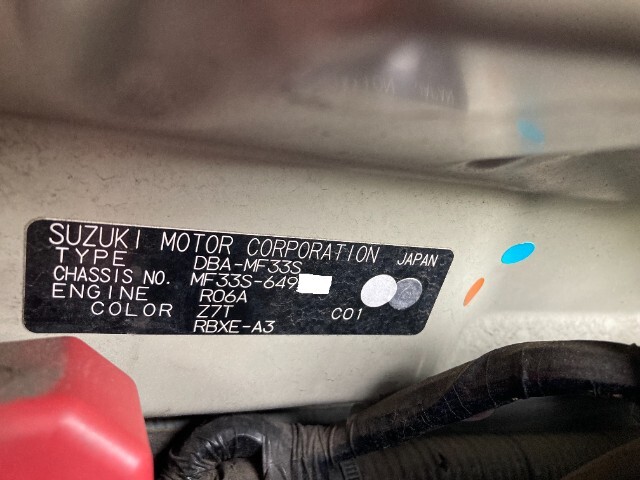 SUZUKI MOTOR CORPORATION JAPAN
TYPE DBA-MF33S
CHASSIS NO. MF33S-649
ENGINE R06A
COLOR Z7T C01
RBXE-A3